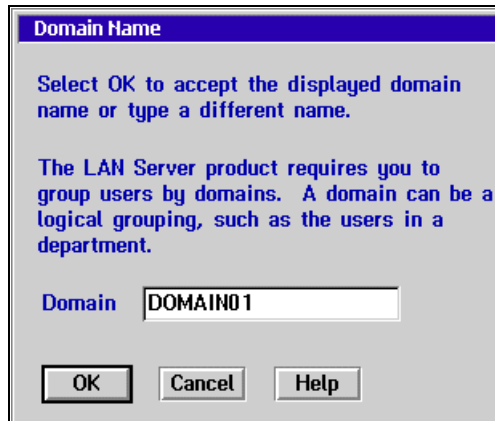 Domain Name
Select OK to accept the displayed domain
name or type a different name.
The LAN Server product requires you to
group users by domains. A domain can be a
logical grouping, such as the users in a
department.
Domain DOMAIN01
OK Cancel Help